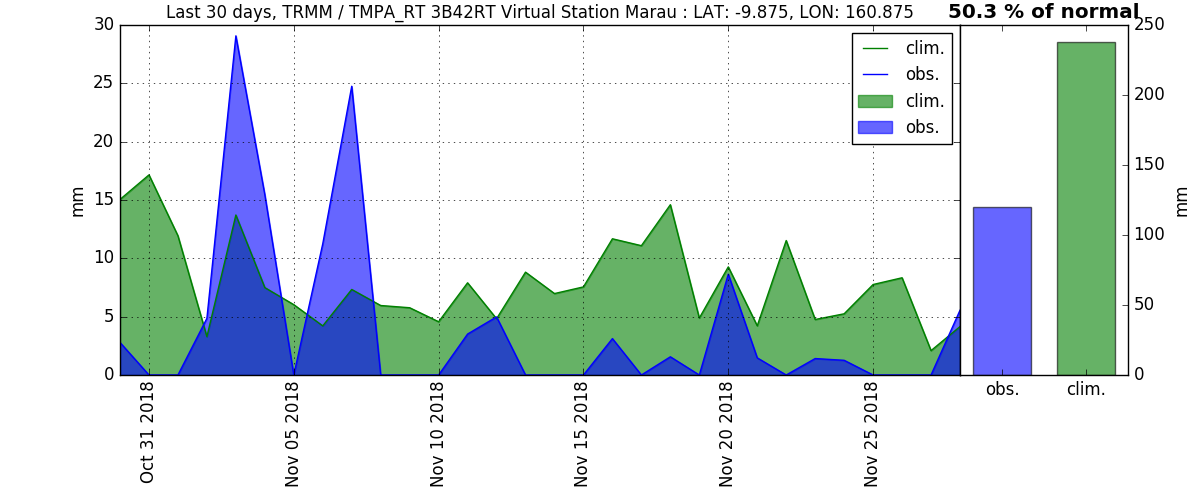 Last 30 days, TRMM / TMPA_RT 3B42RT Virtual Station Marau : LAT: -9.875, LON: 160.875
50.3 % of normal
30
25
20
15
10
5
0
mm
clim.
obs.
clim.
obs.
250
200
150
100
50
0
mm
obs.
clim.
Oct 31 2018
Nov 05 2018
Nov 10 2018
Nov 15 2018
Nov 20 2018
Nov 25 2018